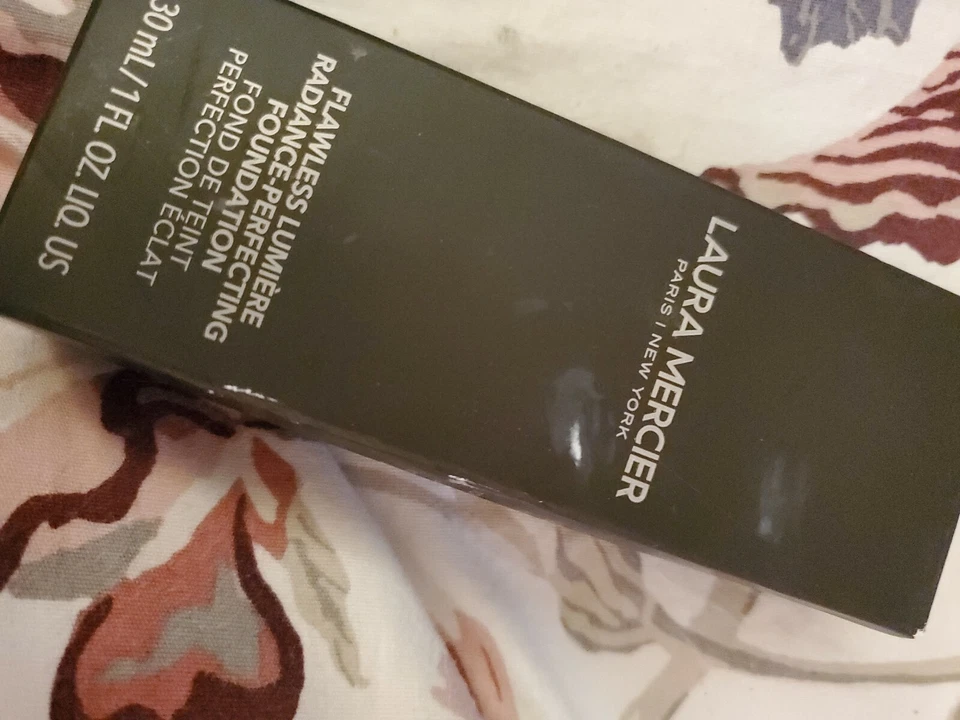 LAURA MERCIER
PARIS | NEW YORK
FLAWLESS LUMIÈRE
RADIANCE-PERFECTING
FOUNDATION
FOND DE TEINT
PERFECTION ÉCLAT
30 mL/1 FL. OZ. LIQ. US